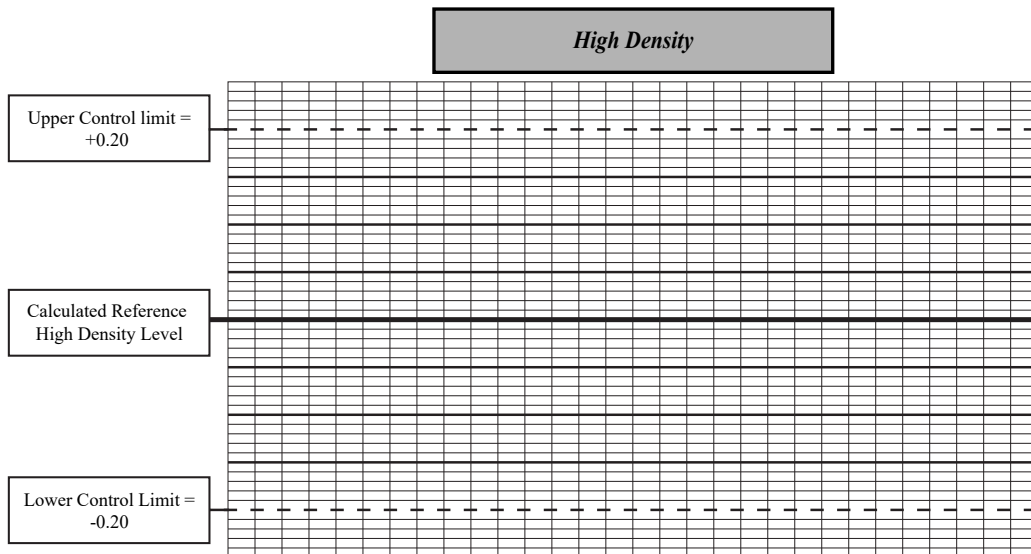 High Density
Upper Control limit =
+0.20
Calculated Reference
High Density Level
Lower Control Limit =
-0.20